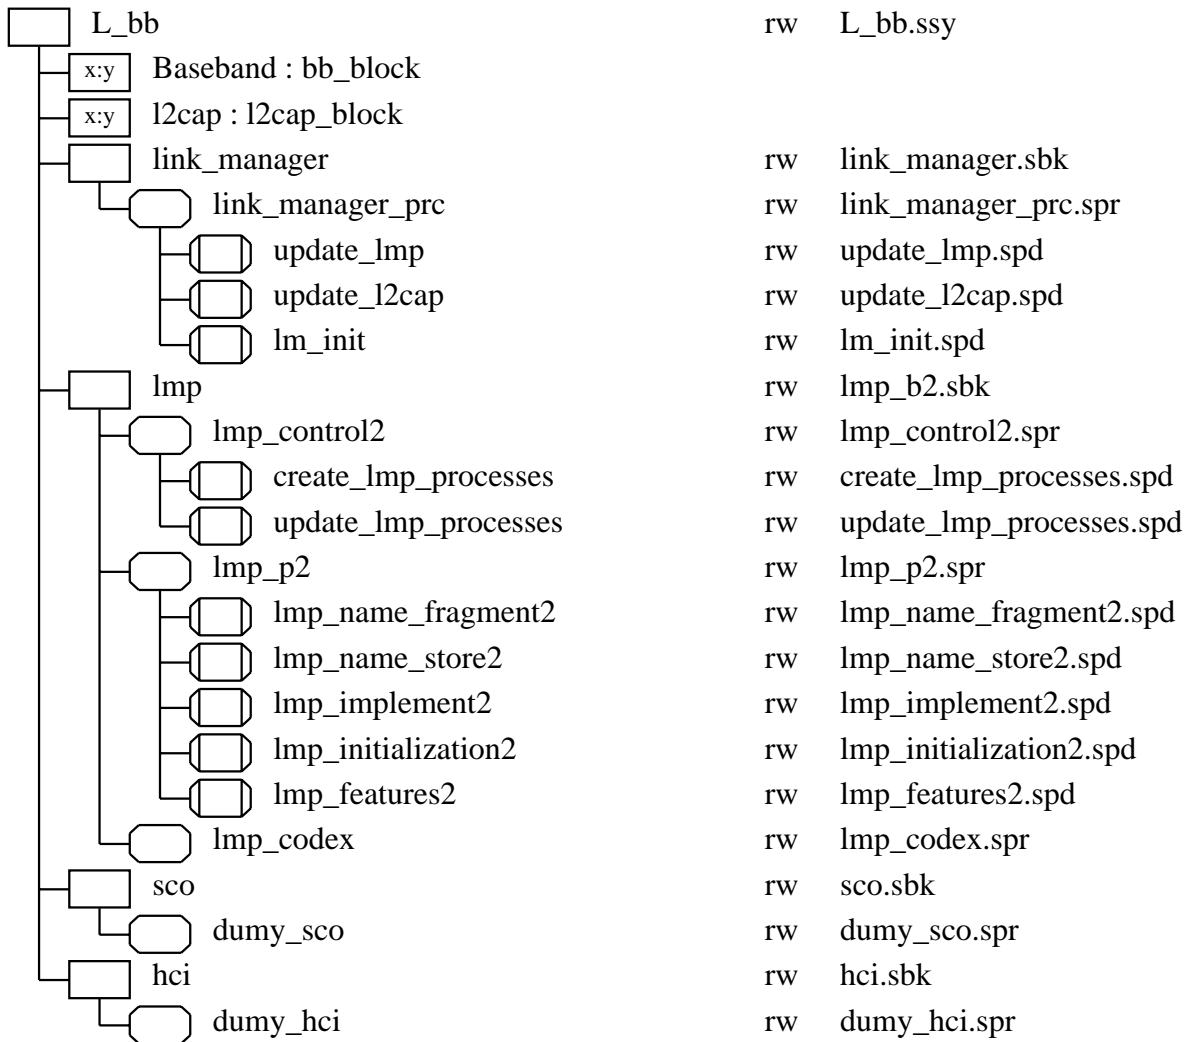 L_bb rw L_bb.ssy
x:y Baseband : bb_block
x:y l2cap : l2cap_block
link_manager rw link_manager.sbk
link_manager_prc rw link_manager_prc.spr
update_lmp rw update_lmp.spd
update_l2cap rw update_l2cap.spd
lm_init rw lm_init.spd
lmp rw lmp_b2.sbk
lmp_control2 rw lmp_control2.spr
create_lmp_processes rw create_lmp_processes.spd
update_lmp_processes rw update_lmp_processes.spd
lmp_p2 rw lmp_p2.spr
lmp_name_fragment2 rw lmp_name_fragment2.spd
lmp_name_store2 rw lmp_name_store2.spd
lmp_implement2 rw lmp_implement2.spd
lmp_initialization2 rw lmp_initialization2.spd
lmp_features2 rw lmp_features2.spd
lmp_codex rw lmp_codex.spr
sco rw sco.sbk
dumy_sco rw dumy_sco.spr
hci rw hci.sbk
dumy_hci rw dumy_hci.spr